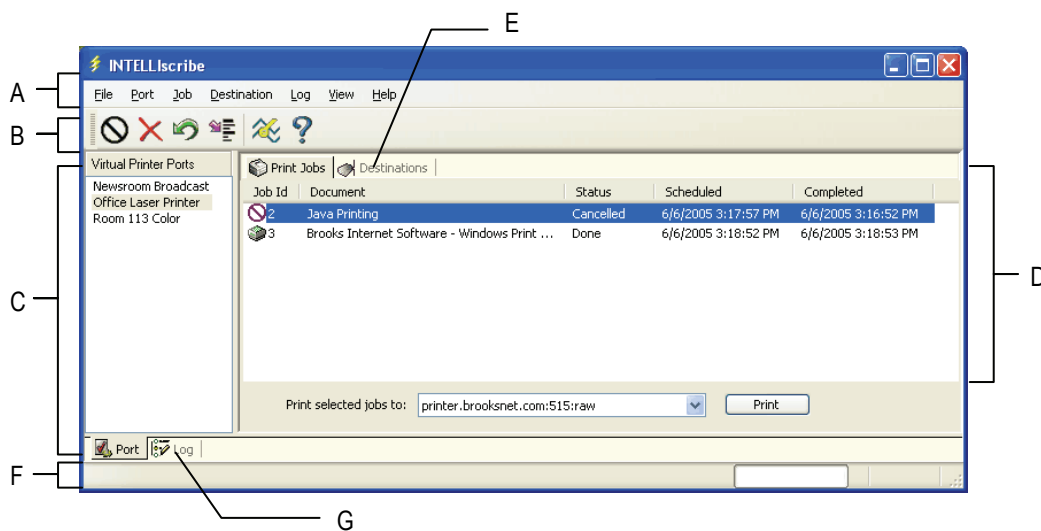 E
INTELLIscribe
A
File Port Job Destination Log View Help
B
Virtual Printer Ports
Print Jobs Destinations
Newsroom Broadcast
Office Laser Printer
Room 113 Color
Job Id Document Status Scheduled Completed
2 Java Printing Cancelled 6/6/2005 3:17:57 PM 6/6/2005 3:16:52 PM
3 Brooks Internet Software - Windows Print ... Done 6/6/2005 3:18:52 PM 6/6/2005 3:18:53 PM
C
D
Print selected jobs to: printer.brooksnet.com:515:raw Print
Port Log
F
G